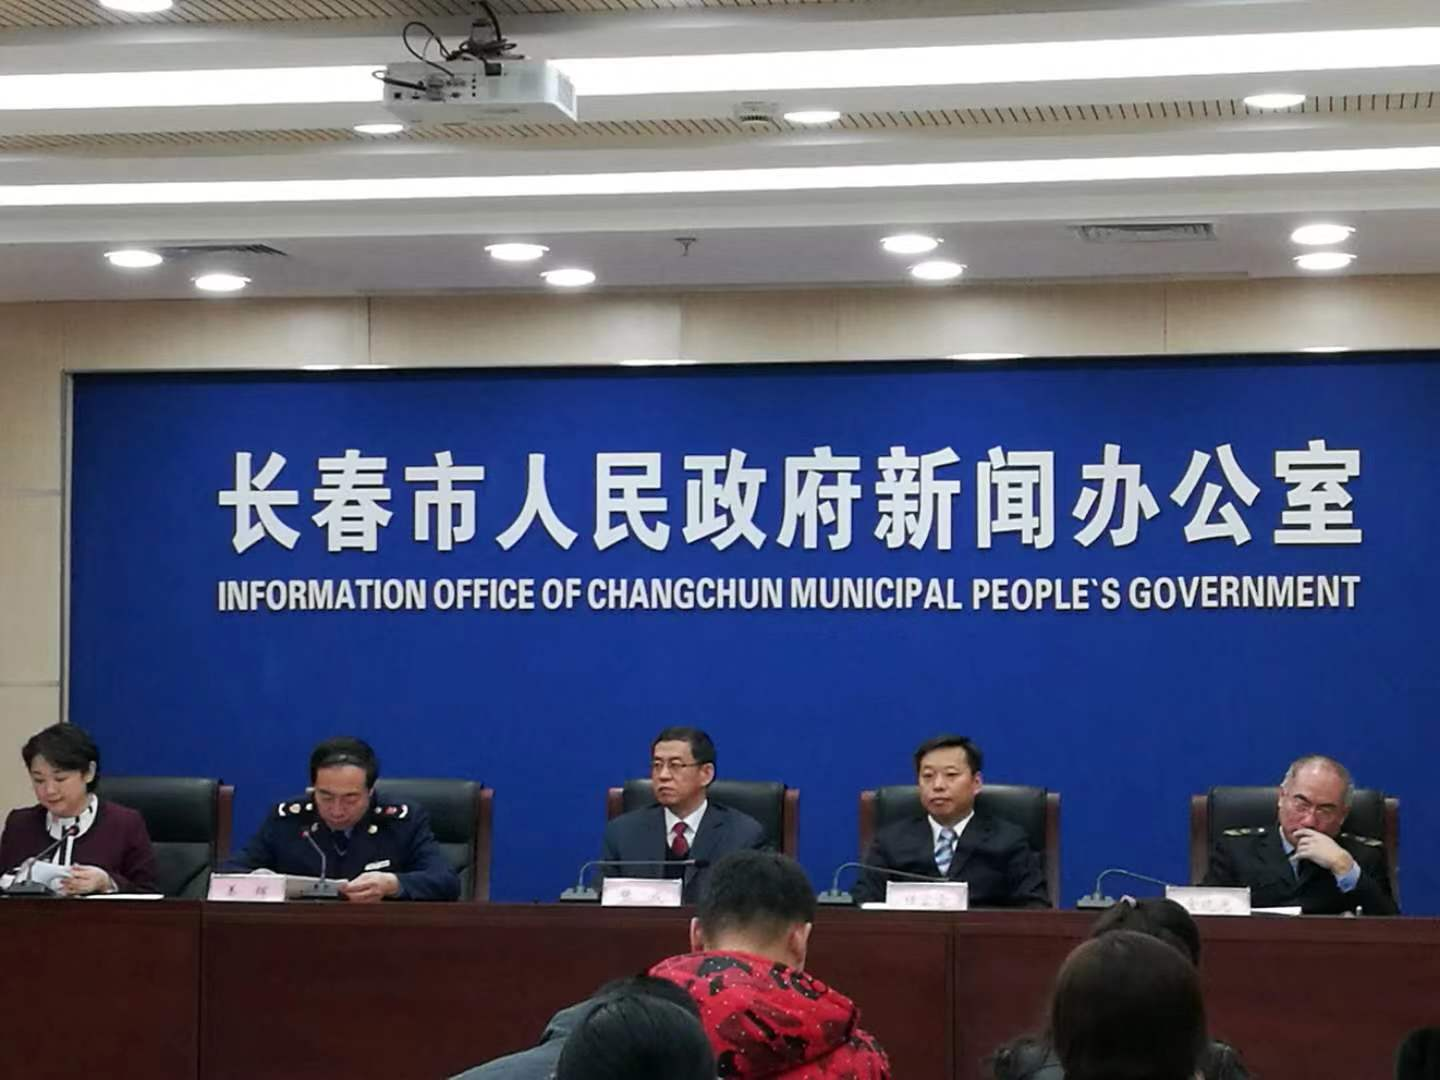 长春市人民政府新闻办公室
INFORMATION OFFICE OF CHANGCHUN MUNICIPAL PEOPLE`S GOVERNMENT